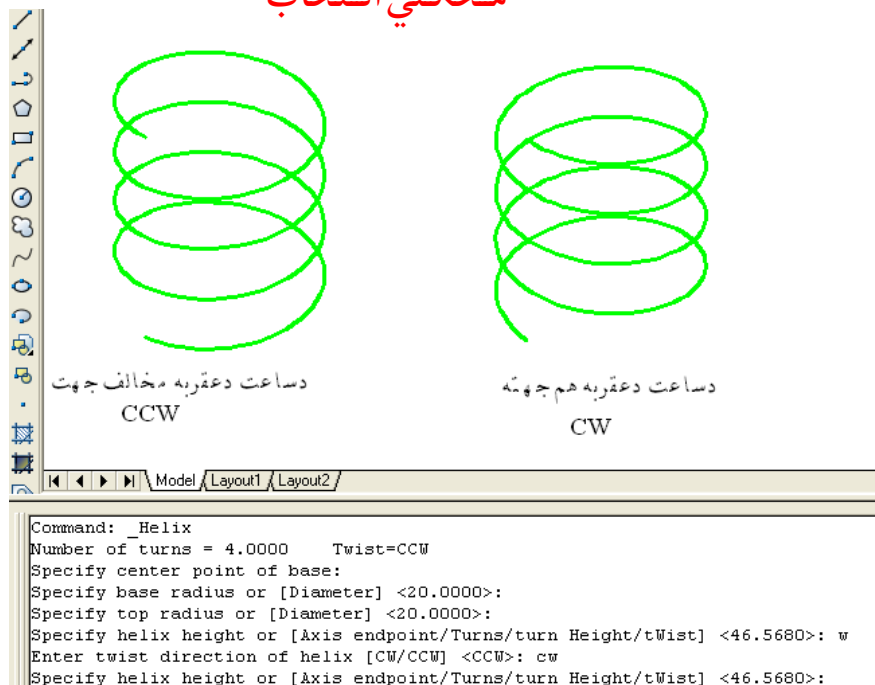 دساعت دعقربه مخالف جهت
CCW
دساعت دعقربه هم جهته
CW
Model Layout1 Layout2
Command: _Helix
Number of turns = 4.0000 Twist=CCW
Specify center point of base:
Specify base radius or [Diameter] <20.0000>:
Specify top radius or [Diameter] <20.0000>:
Specify helix height or [Axis endpoint/Turns/turn Height/tWist] <46.5680>: w
Enter twist direction of helix [CW/CCW] <CCW>: cw
Specify helix height or [Axis endpoint/Turns/turn Height/tWist] <46.5680>: